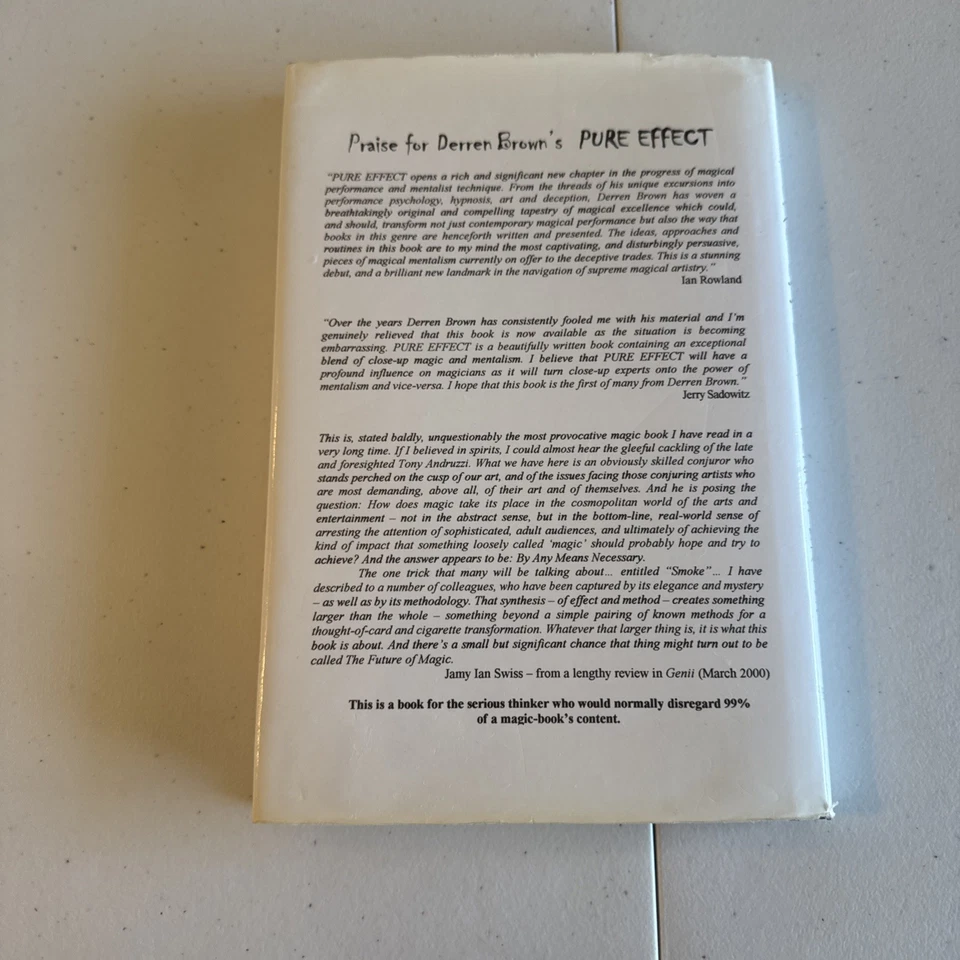 Praise for Derren Brown's PURE EFFECT
"PURE EFFECT opens a rich and significant new chapter in the progress of magical
performance and mentalist technique. From the threads of his unique excursions into
performance psychology, hypnosis, art and deception, Derren Brown has woven a
breathtakingly original and compelling tapestry of magical excellence which could,
and should, transform not just contemporary magical performance but also the way that
books in this genre are henceforth written and presented. The ideas, approaches and
routines in this book are to my mind the most captivating, and disturbingly persuasive,
pieces of magical mentalism currently on offer to the deceptive trades. This is a stunning
debut, and a brilliant new landmark in the navigation of supreme magical artistry."
Ian Rowland
"Over the years Derren Brown has consistently fooled me with his material and I'm
genuinely relieved that this book is now available as the situation is becoming
embarrassing. PURE EFFECT is a beautifully written book containing an exceptional
blend of close-up magic and mentalism. I believe that PURE EFFECT will have a
profound influence on magicians as it will turn close-up experts onto the power of
mentalism and vice-versa. I hope that this book is the first of many from Derren Brown."
Jerry Sadowitz
This is, stated baldly, unquestionably the most provocative magic book I have read in a
very long time. If I believed in spirits, I could almost hear the gleeful cackling of the late
and foresighted Tony Andruzzi. What we have here is an obviously skilled conjuror who
stands perched on the cusp of our art, and of the issues facing those conjuring artists who
are most demanding, above all, of their art and of themselves. And he is posing the
question: How does magic take its place in the cosmopolitan world of the arts and
entertainment – not in the abstract sense, but in the bottom-line, real-world sense of
arresting the attention of sophisticated, adult audiences, and ultimately of achieving the
kind of impact that something loosely called 'magic' should probably hope and try to
achieve? And the answer appears to be: By Any Means Necessary.
The one trick that many will be talking about... entitled "Smoke"... I have
described to a number of colleagues, who have been captured by its elegance and mystery
– as well as by its methodology. That synthesis – of effect and method – creates something
larger than the whole – something beyond a simple pairing of known methods for a
thought-of-card and cigarette transformation. Whatever that larger thing is, it is what this
book is about. And there's a small but significant chance that thing might turn out to be
called The Future of Magic.
Jamy Ian Swiss – from a lengthy review in Genii (March 2000)
This is a book for the serious thinker who would normally disregard 99%
of a magic-book's content.